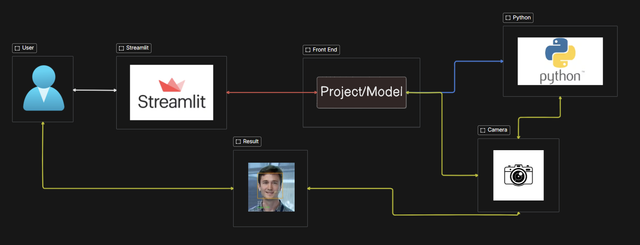 User
Streamlit
Front End
Python
Streamlit
Project/Model
python
Camera
Result